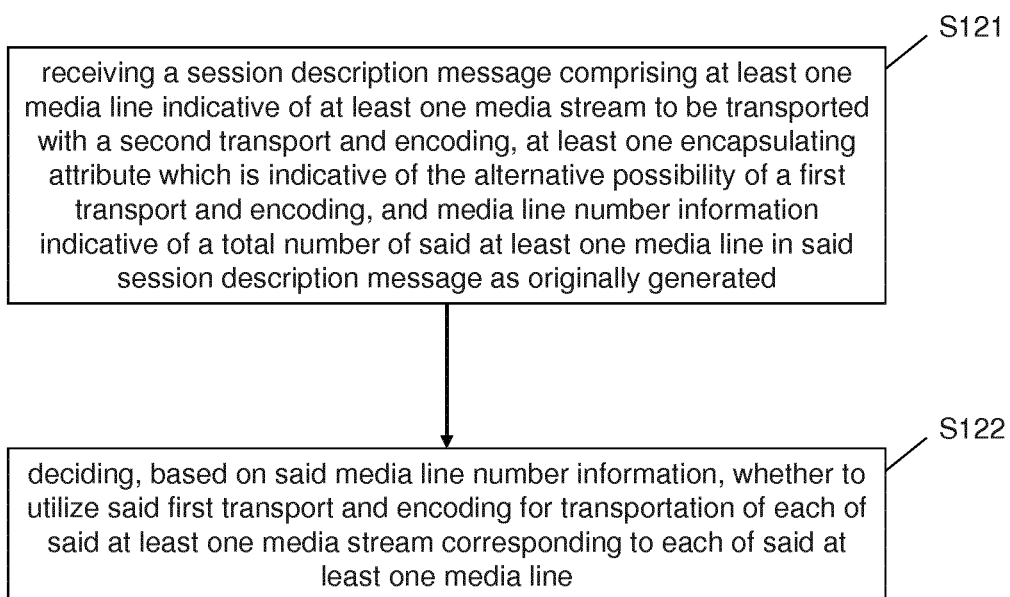 S121
receiving a session description message comprising at least one
media line indicative of at least one media stream to be transported
with a second transport and encoding, at least one encapsulating
attribute which is indicative of the alternative possibility of a first
transport and encoding, and media line number information
indicative of a total number of said at least one media line in said
session description message as originally generated
S122
deciding, based on said media line number information, whether to
utilize said first transport and encoding for transportation of each of
said at least one media stream corresponding to each of said at
least one media line